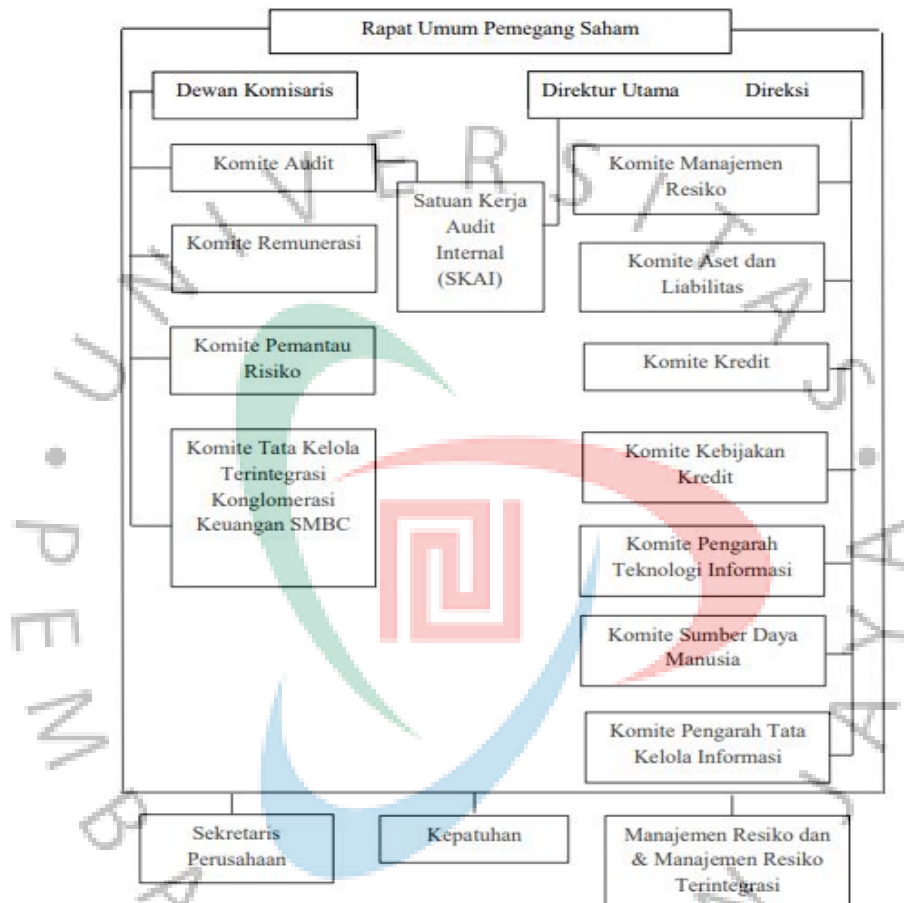 Rapat Umum Pemegang Saham
Dewan Komisaris
Direktur Utama Direksi
Komite Audit
Satuan Kerja
Audit
Internal
(SKAI)
Komite Manajemen
Resiko
Komite Remunerasi
Komite Aset dan
Liabilitas
Komite Pemantau
Risiko
Komite Kredit
Komite Tata Kelola
Terintegrasi
Konglomerasi
Keuangan SMBC
Komite Kebijakan
Kredit
Komite Pengarah
Teknologi Informasi
Komite Sumber Daya
Manusia
Komite Pengarah Tata
Kelola Informasi
Sekretaris
Perusahaan
Kepatuhan
Manajemen Resiko dan
& Manajemen Resiko
Terintegrasi
UNIVERSITAS